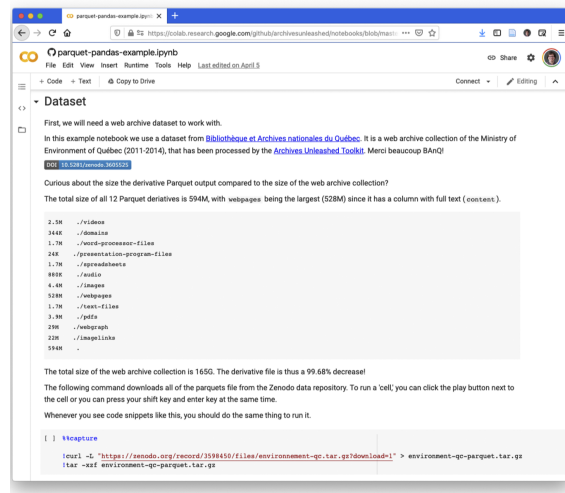 parquet-pandas-example.ipynb
https://colab.research.google.com/github/archivesunleashed/notebooks/blob/maste
parquet-pandas-example.ipynb
File Edit View Insert Runtime Tools Help Last edited on April 5
Share
+ Code + Text Copy to Drive
Connect
Editing
Dataset
First, we will need a web archive dataset to work with.
In this example notebook we use a dataset from Bibliothèque et Archives nationales du Québec. It is a web archive collection of the Ministry of
Environment of Québec (2011-2014), that has been processed by the Archives Unleashed Toolkit. Merci beaucoup BAnQ!
DOI 10.5281/zenodo.3605525
Curious about the size the derivative Parquet output compared to the size of the web archive collection?
The total size of all 12 Parquet deriatives is 594M, with webpages being the largest (528M) since it has a column with full text (content).
2.5M ./videos
344K ./domains
1.7M ./word-processor-files
24K ./presentation-program-files
1.7M ./spreadsheets
880K ./audio
6.4M ./images
528M ./webpages
1.7M ./text-files
3.9M ./pdfs
29M ./webgraph
22M ./imagelinks
594M .
The total size of the web archive collection is 165G. The derivative file is thus a 99.68% decrease!
The following command downloads all of the parquets file from the Zenodo data repository. To run a 'cell,' you can click the play button next to
the cell or you can press your shift key and enter key at the same time.
Whenever you see code snippets like this, you should do the same thing to run it.
[ ] %%capture
!curl -L "https://zenodo.org/record/3598450/files/environnement-qc.tar.gz?download=1" > environment-qc-parquet.tar.gz
!tar -xzf environment-qc-parquet.tar.gz